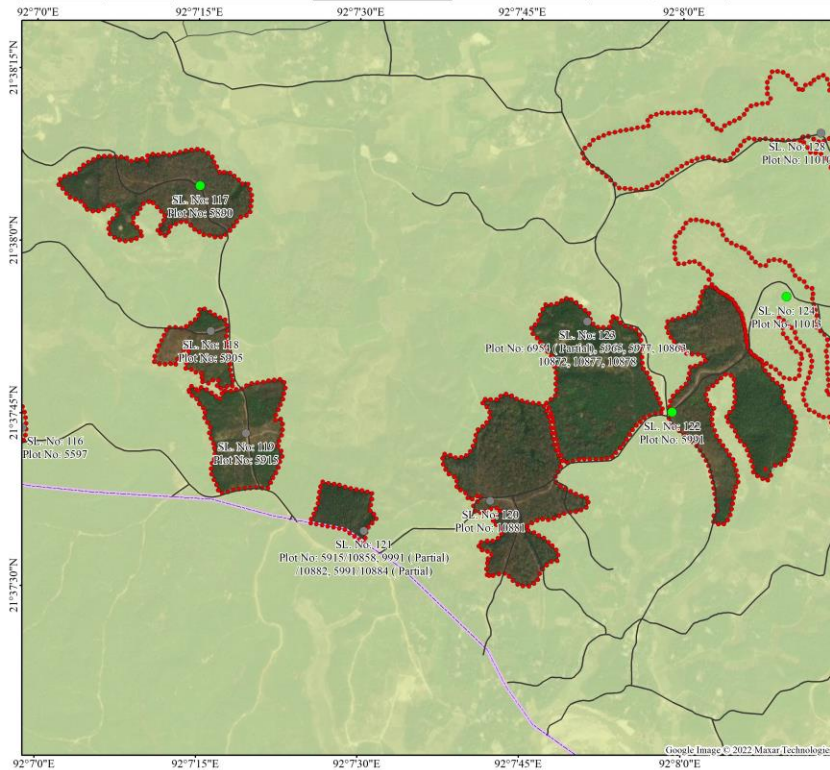 92°7'0"E 92°7'15"E 92°7'30"E 92°7'45"E 92°8'0"E
21°38'15"N
SL. No: 128
SL. No: 117
Plot No: 5890
21°38'0"N
SL. No: 124
SL. No: 118
Plot No: 5905
SL. No: 123
Plot No: 6954 ( Partial), 5965, 5977, 10860,
10872, 10877, 10878
21°37'45"N
SL. No: 122
Plot No: 5991
SL. No: 116
Plot No: 5597
SL. No: 119
Plot No: 5915
SL. No: 120
Plot No: 10881
SL. No: 121
Plot No: 5915/10858, 9991 ( Partial)
/10882, 5991/10884 ( Partial)
21°37'30"N
Google Image © 2022 Maxar Technologies
92°7'0"E 92°7'15"E 92°7'30"E 92°7'45"E 92°8'0"E